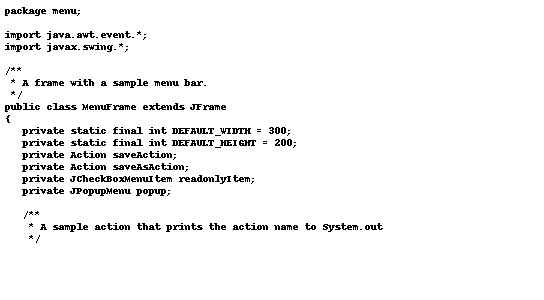 package menu;

import java.awt.event.*;
import javax.swing.*;

/**
 * A frame with a sample menu bar.
 */
public class MenuFrame extends JFrame
{
   private static final int DEFAULT_WIDTH = 300;
   private static final int DEFAULT_HEIGHT = 200;
   private Action saveAction;
   private Action saveAsAction;
   private JCheckBoxMenuItem readonlyItem;
   private JPopupMenu popup;

   /**
    * A sample action that prints the action name to System.out
    */